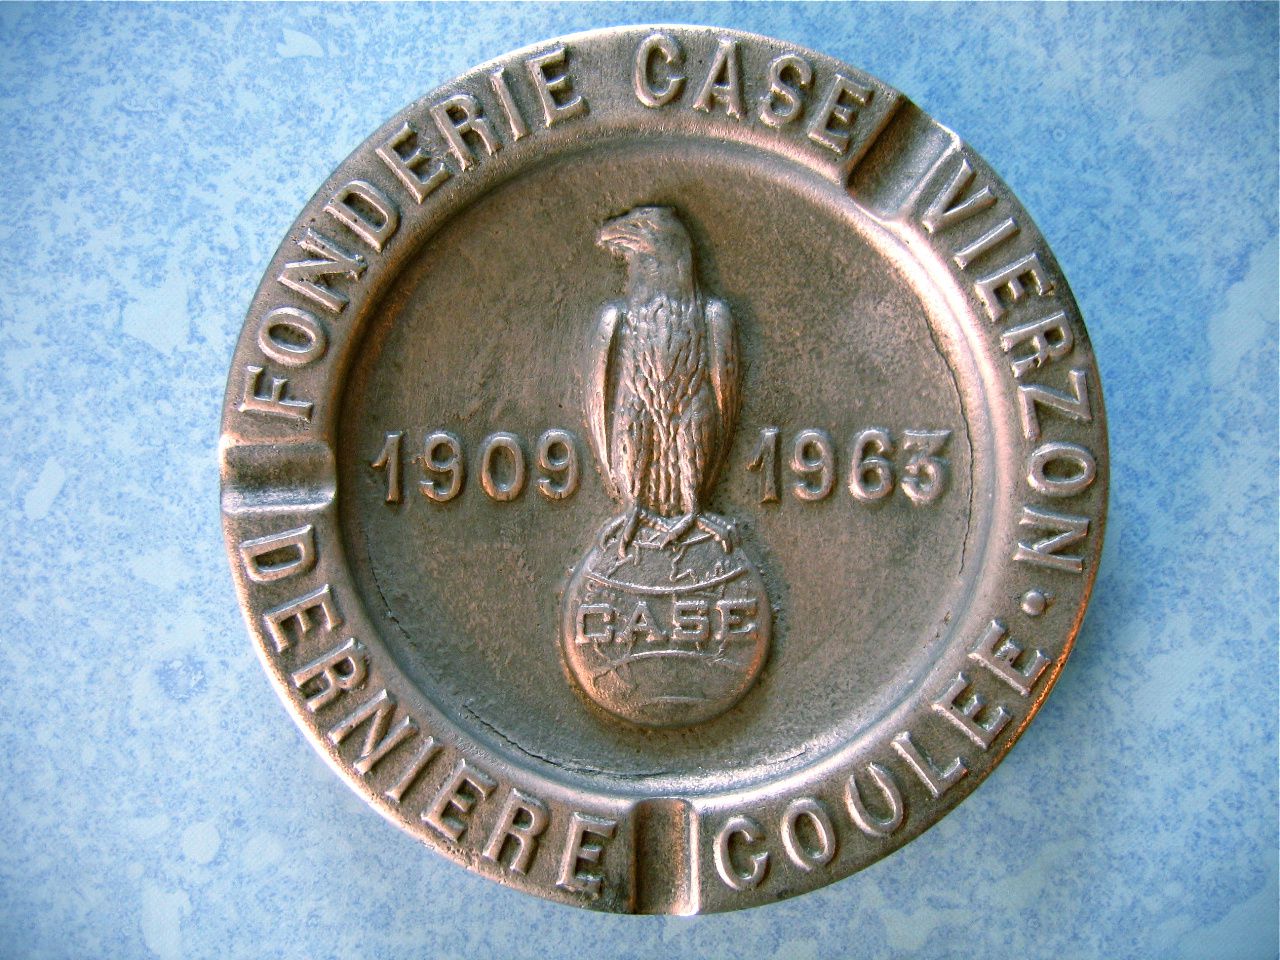 FONDERIE CASE VIERZON.
DERNIERE COULEE
1909 1963
CASE